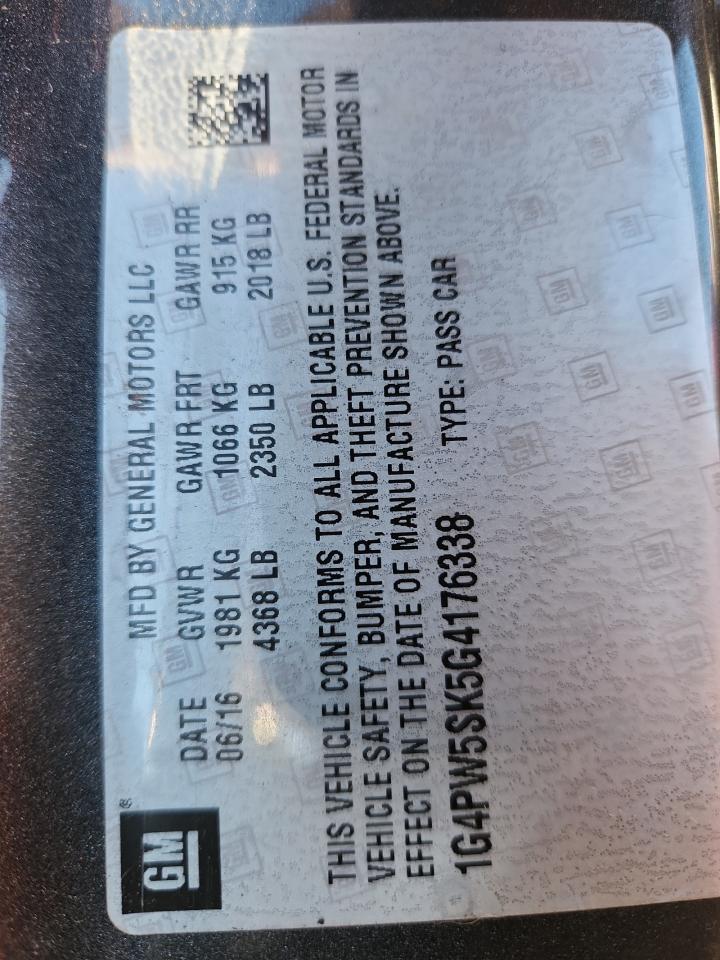 GM®
MFD BY GENERAL MOTORS LLC
DATE GVWR GAWR FRT GAWR RR
06/16 1981 KG 1066 KG 915 KG
4368 LB 2350 LB 2018 LB
THIS VEHICLE CONFORMS TO ALL APPLICABLE U.S. FEDERAL MOTOR
VEHICLE SAFETY, BUMPER, AND THEFT PREVENTION STANDARDS IN
EFFECT ON THE DATE OF MANUFACTURE SHOWN ABOVE.
1G4PW5SK5G4176338 TYPE: PASS CAR